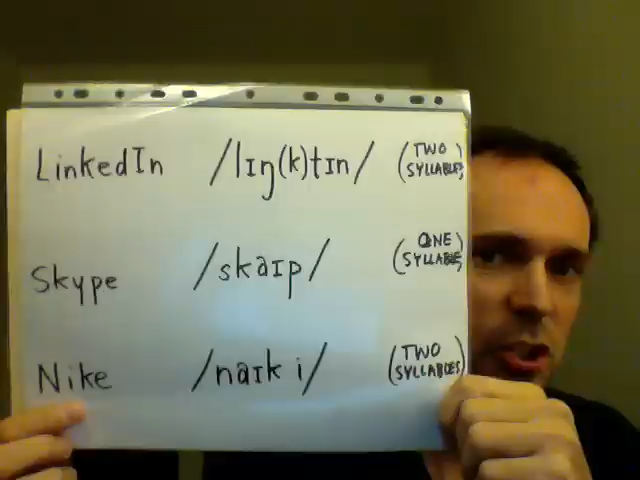 LinkedIn /lɪŋ(k)tɪn/ (TWO SYLLABLES)
Skype /skaɪp/ (ONE SYLLABLE)
Nike /naɪk i/ (TWO SYLLABLES)